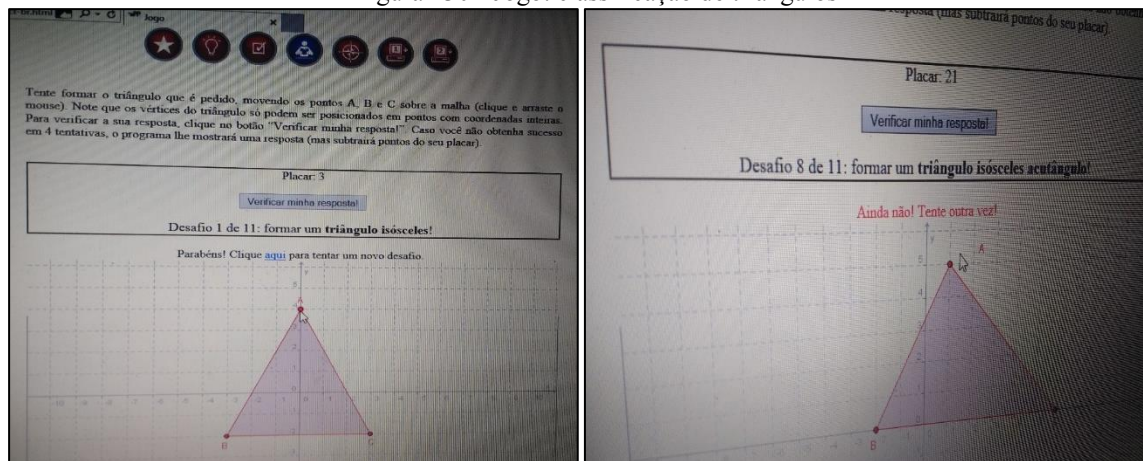 Jogo
Tente formar o triângulo que é pedido, movendo os pontos A, B e C sobre a malha (clique e arraste o
mouse). Note que os vértices do triângulo só podem ser posicionados em pontos com coordenadas inteiras.
Para verificar a sua resposta, clique no botão "Verificar minha resposta!". Caso você não obtenha sucesso
em 4 tentativas, o programa lhe mostrará uma resposta (mas subtrairá pontos do seu placar).
Placar: 3
Verificar minha resposta!
Desafio 1 de 11: formar um triângulo isósceles!
Parabéns! Clique aqui para tentar um novo desafio.
A
B
C
resposta (mas subtrairá pontos do seu placar).
Placar: 21
Verificar minha resposta!
Desafio 8 de 11: formar um triângulo isósceles acutângulo!
Ainda não! Tente outra vez!
A
5
4
B